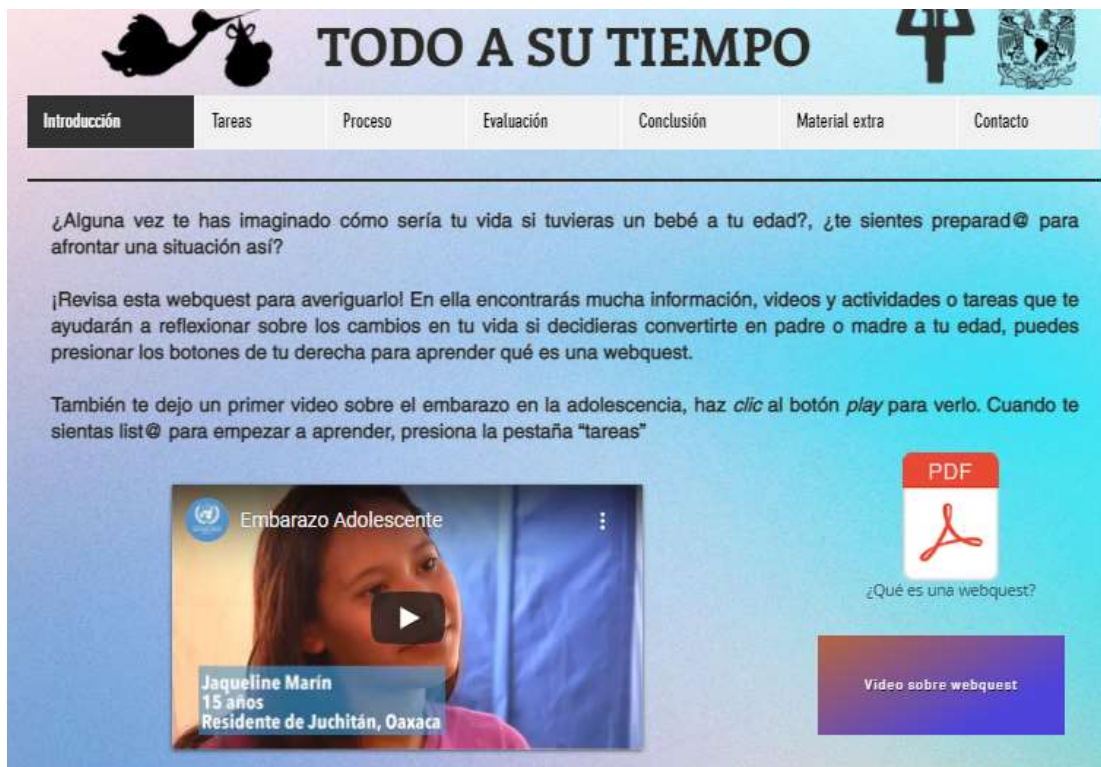 TODO A SU TIEMPO
Introducción
Tareas
Proceso
Evaluación
Conclusión
Material extra
Contacto
¿Alguna vez te has imaginado cómo sería tu vida si tuvieras un bebé a tu edad?, ¿te sientes preparad@ para
afrontar una situación así?
¡Revisa esta webquest para averiguarlo! En ella encontrarás mucha información, videos y actividades o tareas que te
ayudarán a reflexionar sobre los cambios en tu vida si decidieras convertirte en padre o madre a tu edad, puedes
presionar los botones de tu derecha para aprender qué es una webquest.
También te dejo un primer video sobre el embarazo en la adolescencia, haz clic al botón play para verlo. Cuando te
sientas list@ para empezar a aprender, presiona la pestaña “tareas”
Embarazo Adolescente
Jaqueline Marín
15 años
Residente de Juchitán, Oaxaca
PDF
¿Qué es una webquest?
Video sobre webquest